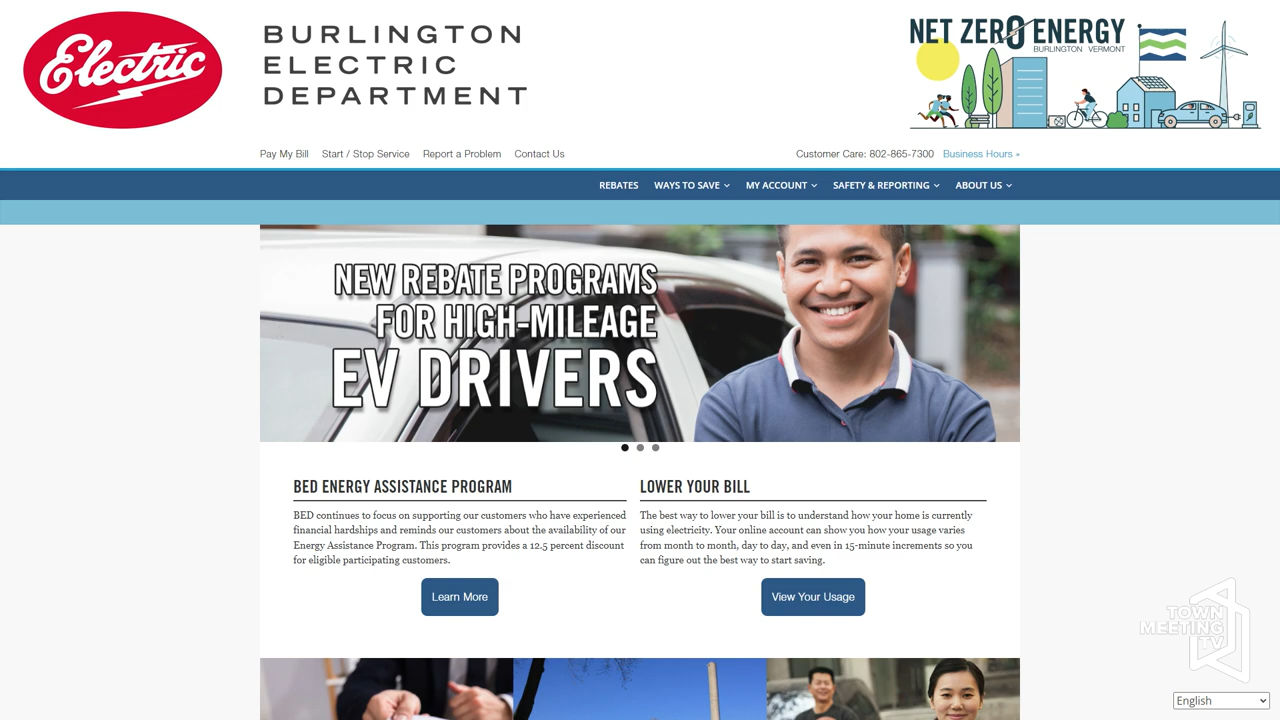 Electric
BURLINGTON
ELECTRIC
DEPARTMENT
NET ZERO ENERGY
BURLINGTON VERMONT
Pay My Bill Start / Stop Service Report a Problem Contact Us
Customer Care: 802-865-7300 Business Hours »
REBATES WAYS TO SAVE MY ACCOUNT SAFETY & REPORTING ABOUT US
NEW REBATE PROGRAMS
FOR HIGH-MILEAGE
EV DRIVERS
BED ENERGY ASSISTANCE PROGRAM
BED continues to focus on supporting our customers who have experienced
financial hardships and reminds our customers about the availability of our
Energy Assistance Program. This program provides a 12.5 percent discount
for eligible participating customers.
Learn More
LOWER YOUR BILL
The best way to lower your bill is to understand how your home is currently
using electricity. Your online account can show you how your usage varies
from month to month, day to day, and even in 15-minute increments so you
can figure out the best way to start saving.
View Your Usage
TOWN
MEETING
TV
English